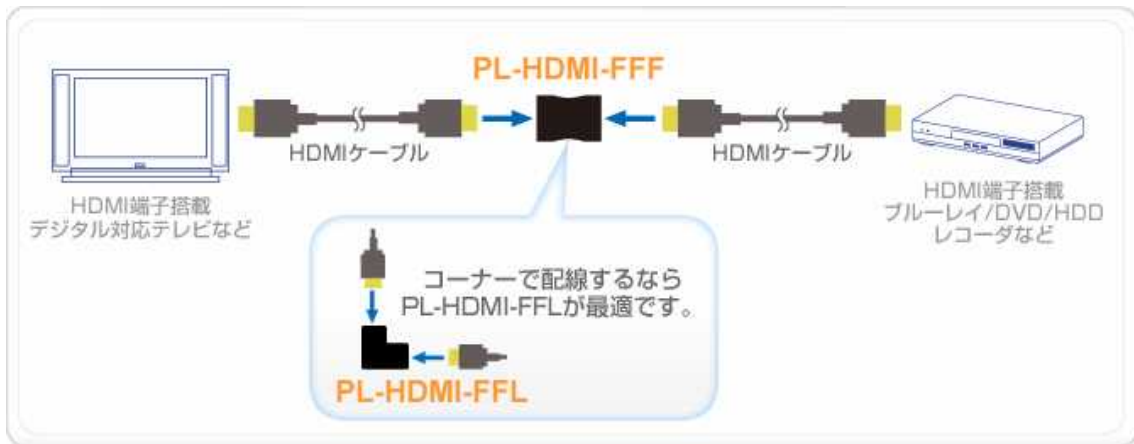 PL-HDMI-FFF
HDMIケーブル
HDMIケーブル
HDMI端子搭載
デジタル対応テレビなど
HDMI端子搭載
ブルーレイ/DVD/HDD
レコーダなど
コーナーで配線するなら
PL-HDMI-FFLが最適です。
PL-HDMI-FFL